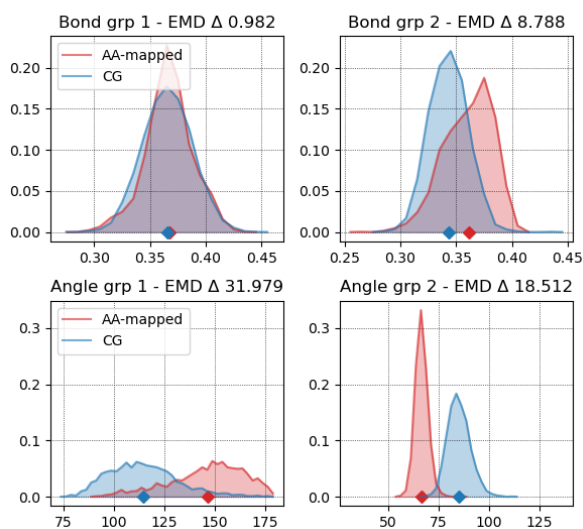 Bond grp 1 - EMD Δ 0.982
AA-mapped
CG
0.20
0.15
0.10
0.05
0.00
0.30 0.35 0.40 0.45
Bond grp 2 - EMD Δ 8.788
0.20
0.15
0.10
0.05
0.00
0.25 0.30 0.35 0.40 0.45
Angle grp 1 - EMD Δ 31.979
AA-mapped
CG
0.3
0.2
0.1
0.0
75 100 125 150 175
Angle grp 2 - EMD Δ 18.512
0.3
0.2
0.1
0.0
50 75 100 125